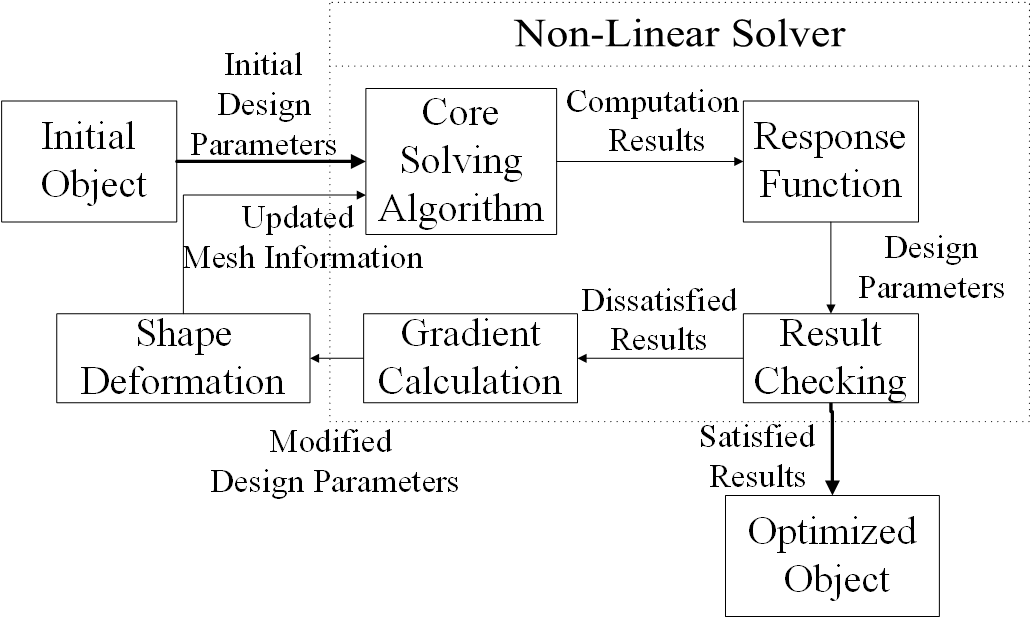 Non-Linear Solver
Initial
Design
Parameters
Initial
Object
Core
Solving
Algorithm
Computation
Results
Response
Function
Updated
Mesh Information
Design
Parameters
Shape
Deformation
Gradient
Calculation
Dissatisfied
Results
Result
Checking
Modified
Design Parameters
Satisfied
Results
Optimized
Object